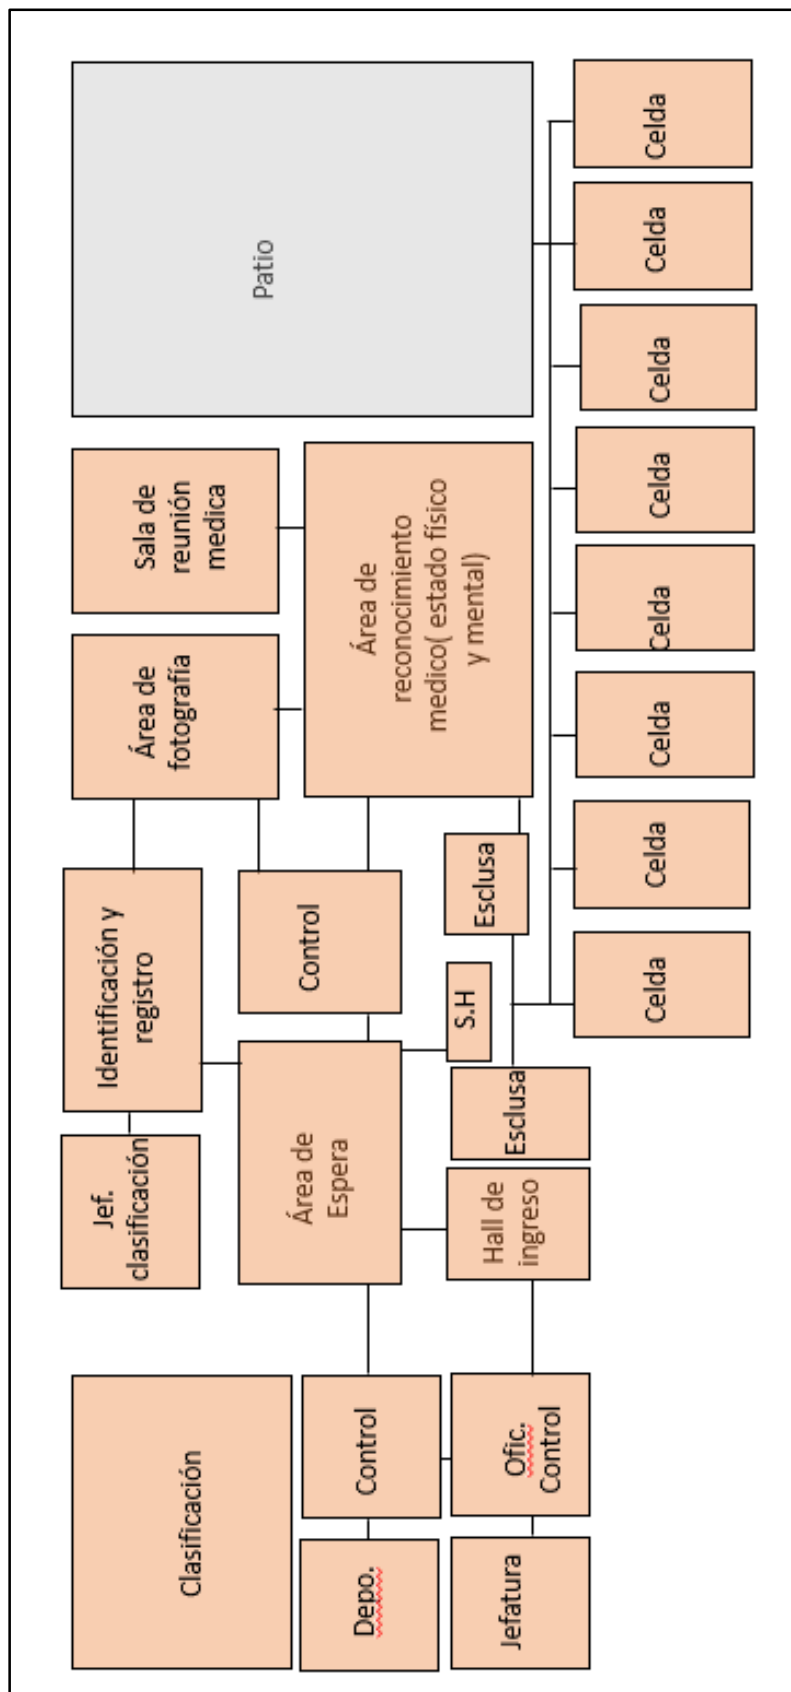 Clasificación
Jef.
clasificación
Identificación y
registro
Área de
fotografía
Sala de
reunión
medica
Patio
Depo.
Control
Área de
Espera
Control
Área de
reconocimiento
medico( estado físico
y mental)
Jefatura
Ofic.
Control
Hall de
ingreso
S.H
Esclusa
Esclusa
Celda
Celda
Celda
Celda
Celda
Celda
Celda
Celda